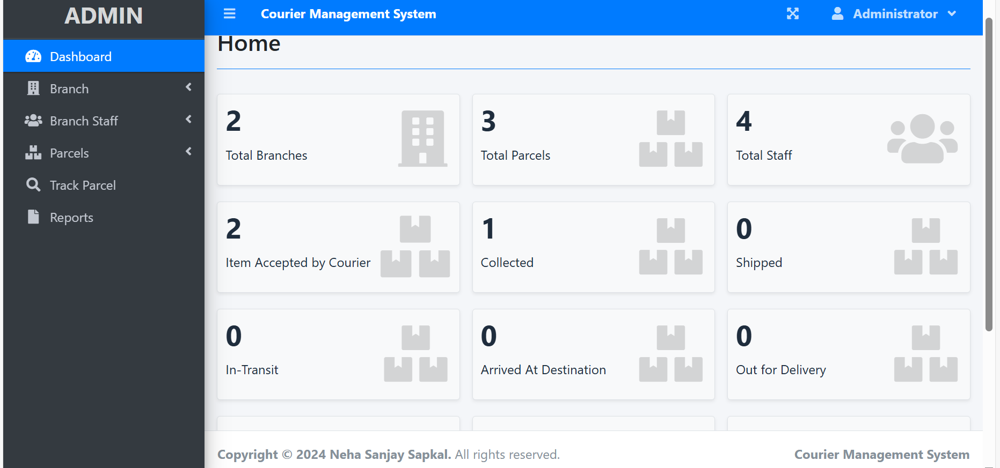 ADMIN
Dashboard
Branch
Branch Staff
Parcels
Track Parcel
Reports
Courier Management System
Administrator
Home
2
Total Branches
3
Total Parcels
4
Total Staff
2
Item Accepted by Courier
1
Collected
0
Shipped
0
In-Transit
0
Arrived At Destination
0
Out for Delivery
Copyright © 2024 Neha Sanjay Sapkal. All rights reserved.
Courier Management System